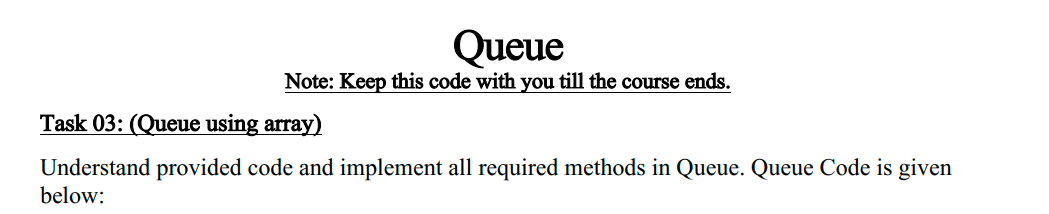 Queue
Note: Keep this code with you till the course ends.
Task 03: (Queue using array)
Understand provided code and implement all required methods in Queue. Queue Code is given
below: